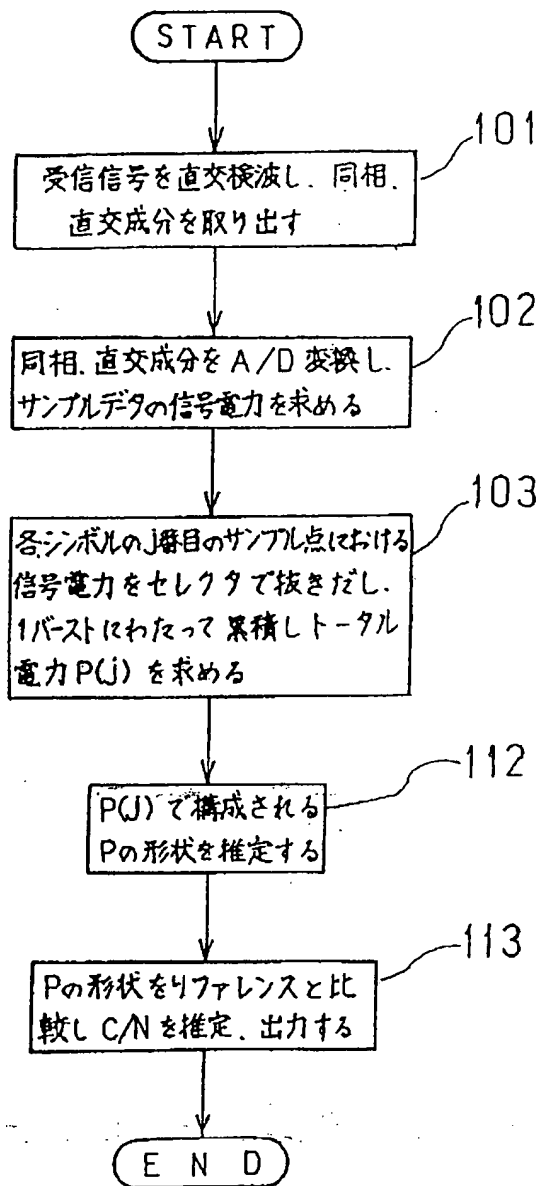 START
101
受信信号を直交検波し、同相、
直交成分を取り出す
102
同相、直交成分をA/D変換し、
サンプルデータの信号電力を求める
103
各シンボルのj番目のサンプル点における
信号電力をセレクタで抜きだし、
1バーストにわたって累積しトータル
電力P(j)を求める
112
P(j)で構成される
Pの形状を推定する
113
Pの形状をリファレンスと比
較しC/Nを推定、出力する
END